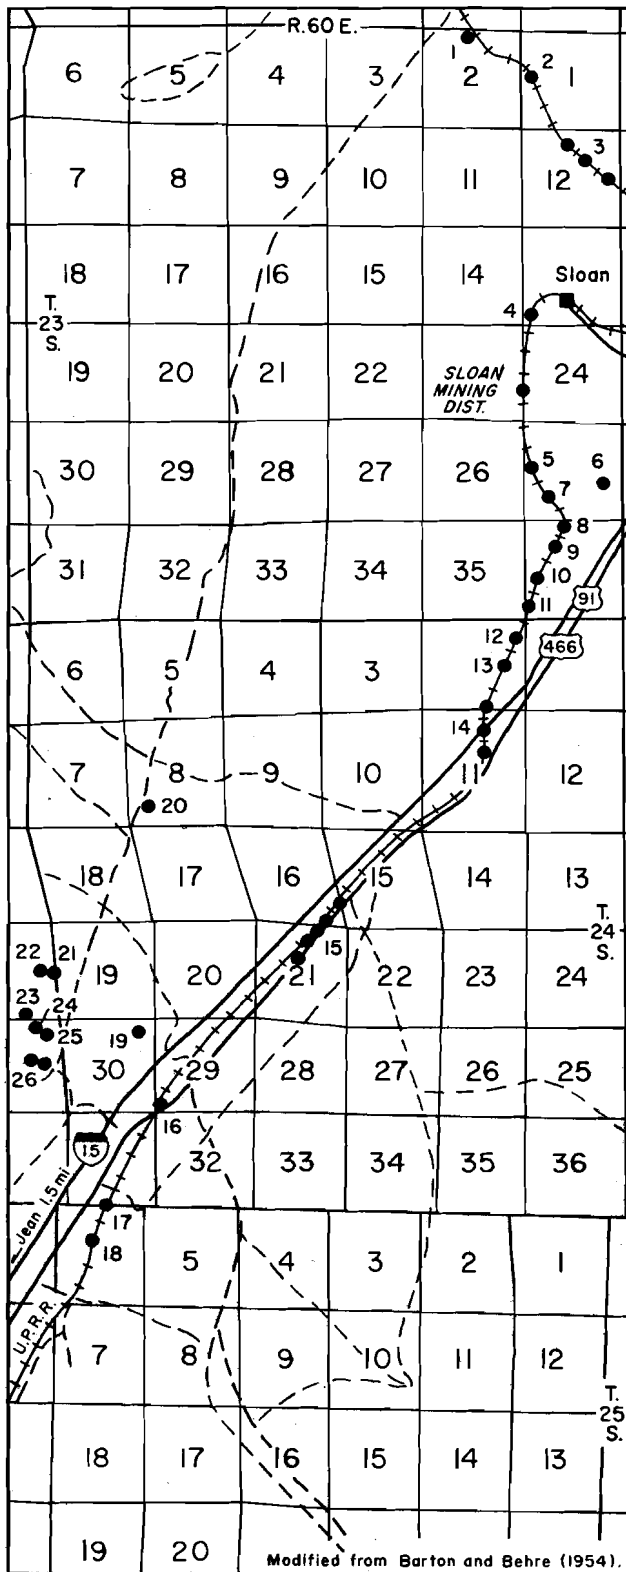 R. 60 E.
1
2
6 5 4 3 2 1
3
7 8 9 10 11 12
18 17 16 15 14 Sloan
T.
23
S.
4
19 20 21 22 SLOAN
MINING
DIST.
24
30 29 28 27 26 5 6
7
8
31 32 33 34 35 9
10
11
91
12
466
6 5 4 3 13
14
7 8 9 10 11 12
20
18 17 16 15 14 13
T.
24
S.
15
22 21
19 20 21 22 23 24
23 24
25 19
26 30 29 28 27 26 25
16
15
32 33 34 35 36
Jean 1.5 mi
17
18 5 4 3 2 1
U.P.R.R.
7 8 9 10 11 12
T.
25
S.
18 17 16 15 14 13
19 20
Modified from Barton and Behre (1954).